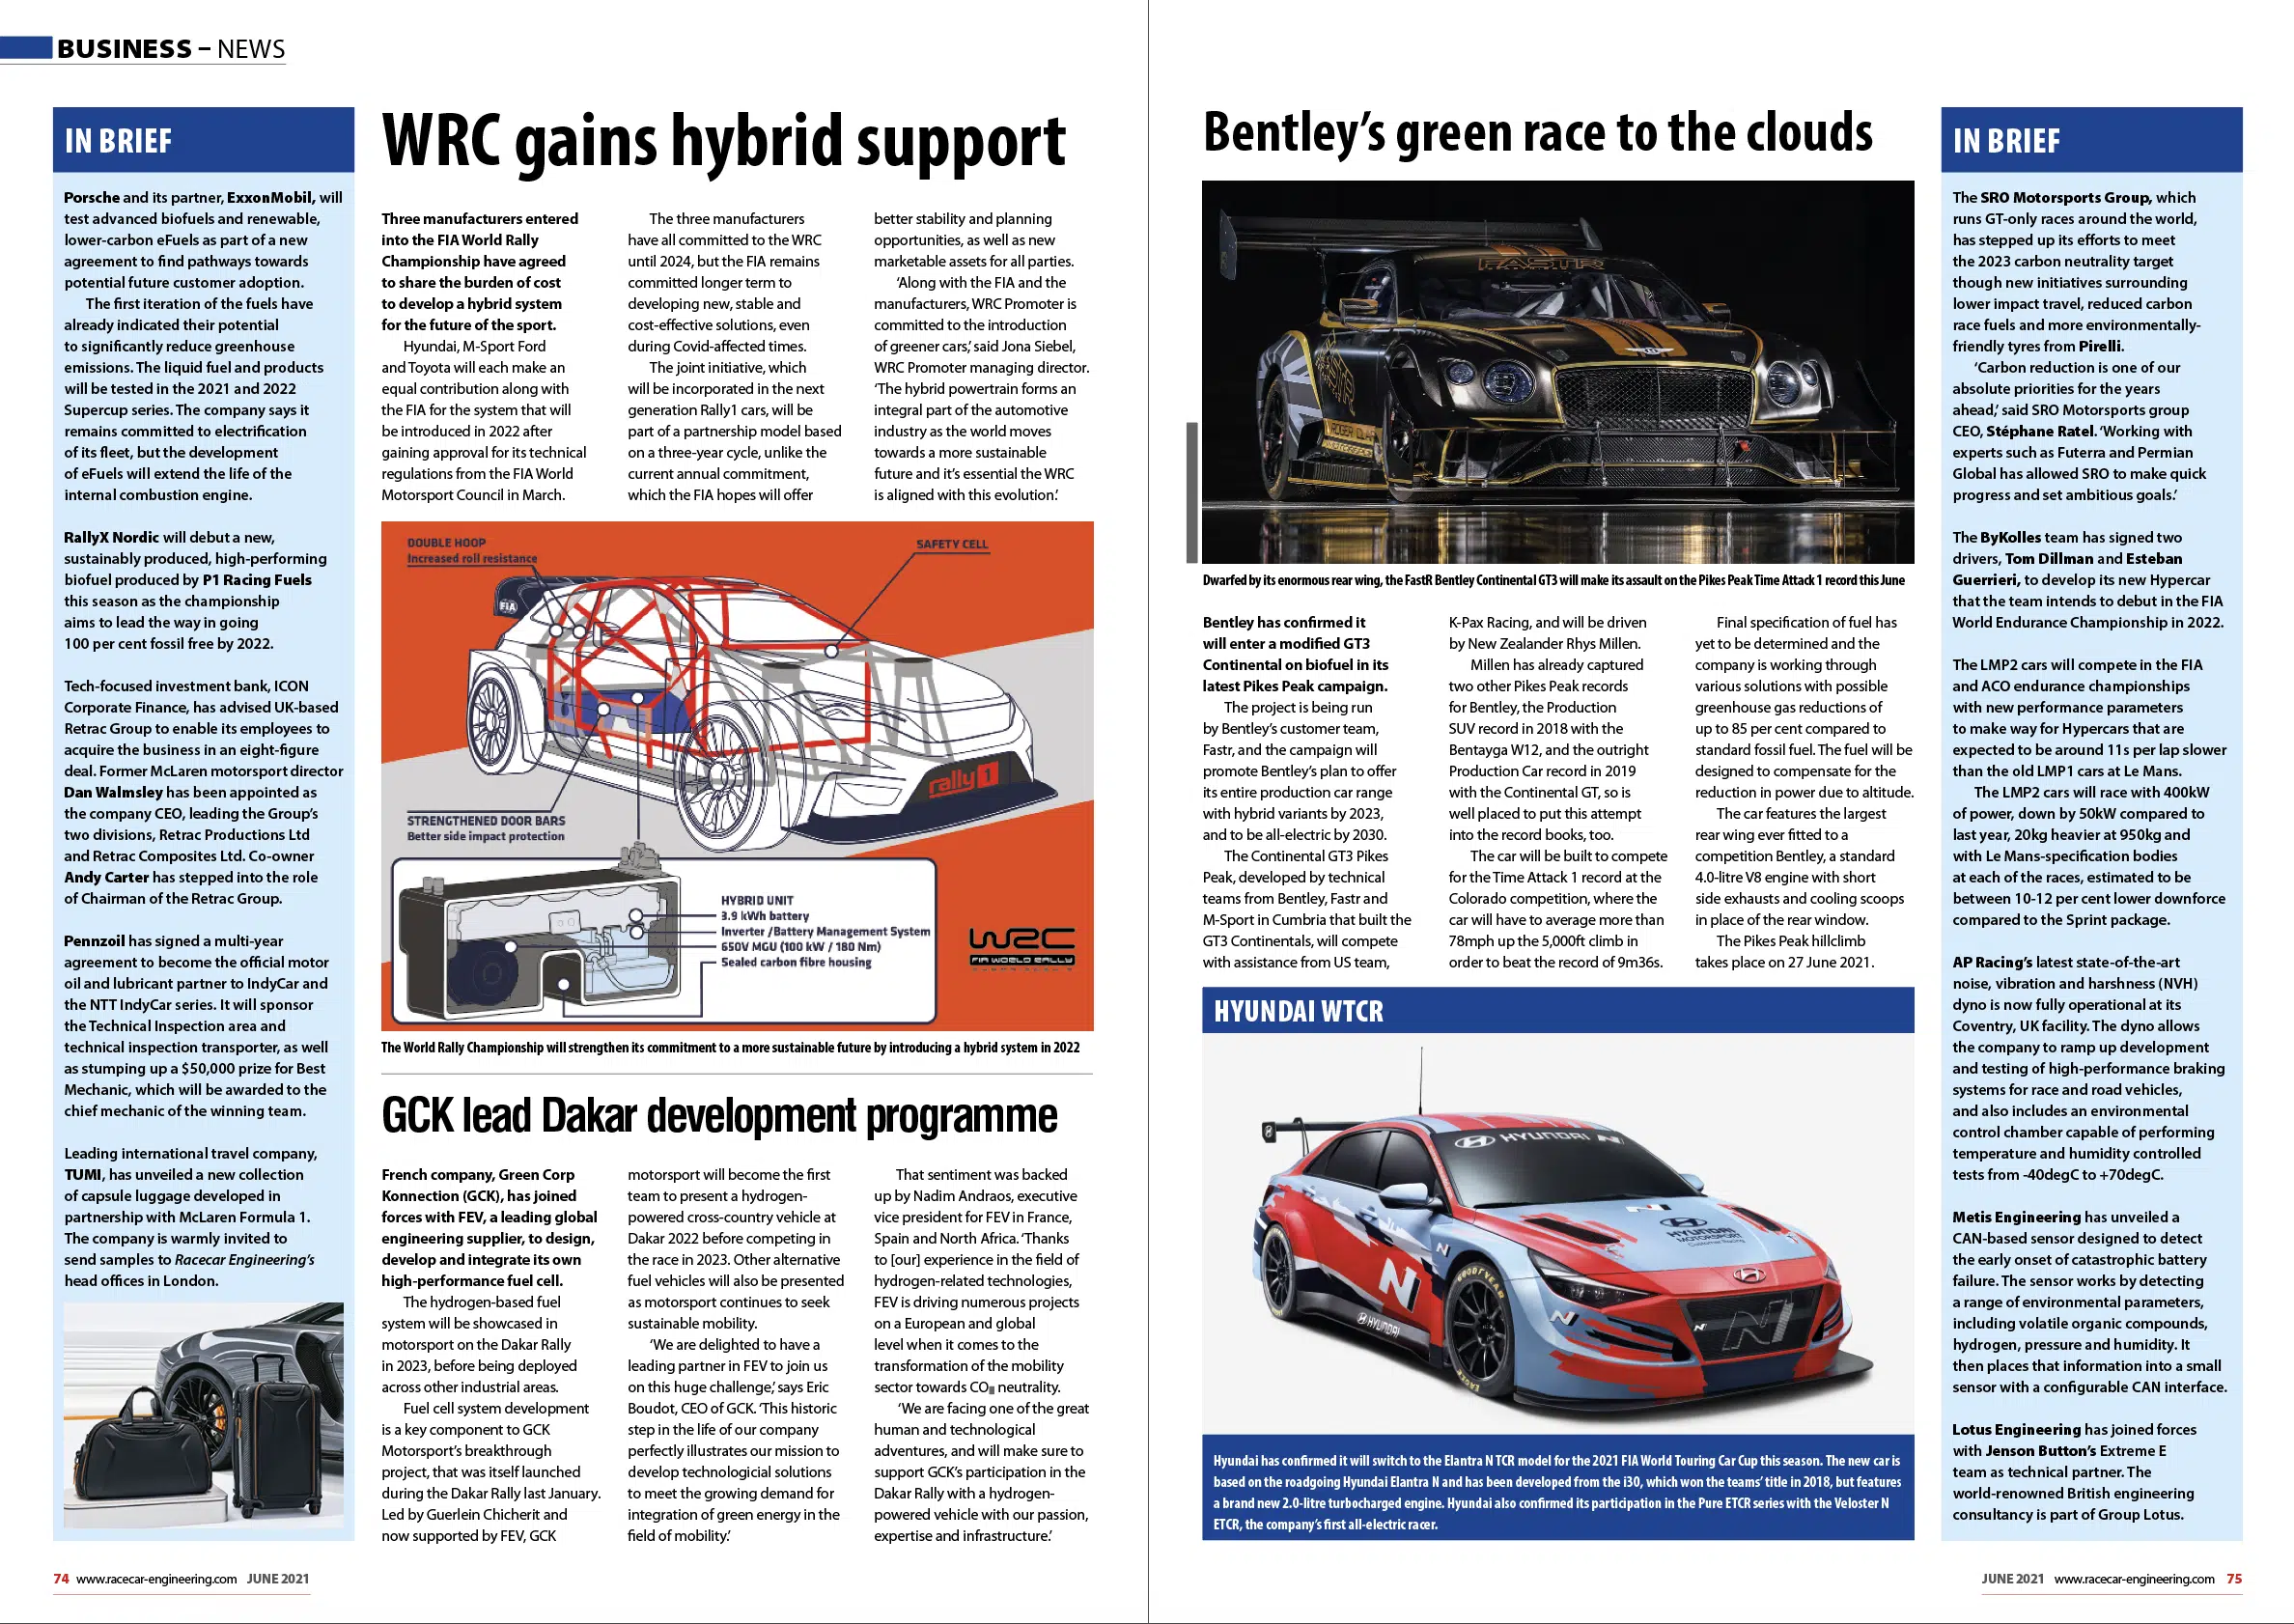 BUSINESS – NEWS
IN BRIEF
Porsche and its partner, ExxonMobil, will
test advanced biofuels and renewable,
lower-carbon eFuels as part of a new
agreement to find pathways towards
potential future customer adoption.
The first iteration of the fuels have
already indicated their potential
to significantly reduce greenhouse
emissions. The liquid fuel and products
will be tested in the 2021 and 2022
Supercup series. The company says it
remains committed to electrification
of its fleet, but the development
of eFuels will extend the life of the
internal combustion engine.
RallyX Nordic will debut a new,
sustainably produced, high-performing
biofuel produced by P1 Racing Fuels
this season as the championship
aims to lead the way in going
100 per cent fossil free by 2022.
Tech-focused investment bank, ICON
Corporate Finance, has advised UK-based
Retrac Group to enable its employees to
acquire the business in an eight-figure
deal. Former McLaren motorsport director
Dan Walmsley has been appointed as
the company CEO, leading the Group's
two divisions, Retrac Productions Ltd
and Retrac Composites Ltd. Co-owner
Andy Carter has stepped into the role
of Chairman of the Retrac Group.
Pennzoil has signed a multi-year
agreement to become the official motor
oil and lubricant partner to IndyCar and
the NTT IndyCar series. It will sponsor
the Technical Inspection area and
technical inspection transporter, as well
as stumping up a $50,000 prize for Best
Mechanic, which will be awarded to the
chief mechanic of the winning team.
Leading international travel company,
TUMI, has unveiled a new collection
of capsule luggage developed in
partnership with McLaren Formula 1.
The company is warmly invited to
send samples to Racecar Engineering's
head offices in London.
WRC gains hybrid support
Three manufacturers entered
into the FIA World Rally
Championship have agreed
to share the burden of cost
to develop a hybrid system
for the future of the sport.
Hyundai, M-Sport Ford
and Toyota will each make an
equal contribution along with
the FIA for the system that will
be introduced in 2022 after
gaining approval for its technical
regulations from the FIA World
Motorsport Council in March.
The three manufacturers
have all committed to the WRC
until 2024, but the FIA remains
committed longer term to
developing new, stable and
cost-effective solutions, even
during Covid-affected times.
The joint initiative, which
will be incorporated in the next
generation Rally1 cars, will be
part of a partnership model based
on a three-year cycle, unlike the
current annual commitment,
which the FIA hopes will offer
better stability and planning
opportunities, as well as new
marketable assets for all parties.
'Along with the FIA and the
manufacturers, WRC Promoter is
committed to the introduction
of greener cars,' said Jona Siebel,
WRC Promoter managing director.
'The hybrid powertrain forms an
integral part of the automotive
industry as the world moves
towards a more sustainable
future and it's essential the WRC
is aligned with this evolution.'
DOUBLE HOOP
Increased roll resistance
SAFETY CELL
FIA
rally 1
STRENGTHENED DOOR BARS
Better side impact protection
HYBRID UNIT
3.9 kWh battery
Inverter / Battery Management System
650V MGU (100 kW / 180 Nm)
Sealed carbon fibre housing
WRC
FIA WORLD RALLY
The World Rally Championship will strengthen its commitment to a more sustainable future by introducing a hybrid system in 2022
GCK lead Dakar development programme
French company, Green Corp
Konnection (GCK), has joined
forces with FEV, a leading global
engineering supplier, to design,
develop and integrate its own
high-performance fuel cell.
The hydrogen-based fuel
system will be showcased in
motorsport on the Dakar Rally
in 2023, before being deployed
across other industrial areas.
Fuel cell system development
is a key component to GCK
Motorsport's breakthrough
project, that was itself launched
during the Dakar Rally last January.
Led by Guerlein Chicherit and
now supported by FEV, GCK
motorsport will become the first
team to present a hydrogen-
powered cross-country vehicle at
Dakar 2022 before competing in
the race in 2023. Other alternative
fuel vehicles will also be presented
as motorsport continues to seek
sustainable mobility.
'We are delighted to have a
leading partner in FEV to join us
on this huge challenge,' says Eric
Boudot, CEO of GCK. 'This historic
step in the life of our company
perfectly illustrates our mission to
develop technologicial solutions
to meet the growing demand for
integration of green energy in the
field of mobility.'
That sentiment was backed
up by Nadim Andraos, executive
vice president for FEV in France,
Spain and North Africa. 'Thanks
to [our] experience in the field of
hydrogen-related technologies,
FEV is driving numerous projects
on a European and global
level when it comes to the
transformation of the mobility
sector towards CO neutrality.
'We are facing one of the great
human and technological
adventures, and will make sure to
support GCK's participation in the
Dakar Rally with a hydrogen-
powered vehicle with our passion,
expertise and infrastructure.'
74 www.racecar-engineering.com JUNE 2021
Bentley's green race to the clouds
FASTR
ROGER CLARK
Dwarfed by its enormous rear wing, the FastR Bentley Continental GT3 will make its assault on the Pikes Peak Time Attack 1 record this June
Bentley has confirmed it
will enter a modified GT3
Continental on biofuel in its
latest Pikes Peak campaign.
The project is being run
by Bentley's customer team,
Fastr, and the campaign will
promote Bentley's plan to offer
its entire production car range
with hybrid variants by 2023,
and to be all-electric by 2030.
The Continental GT3 Pikes
Peak, developed by technical
teams from Bentley, Fastr and
M-Sport in Cumbria that built the
GT3 Continentals, will compete
with assistance from US team,
K-Pax Racing, and will be driven
by New Zealander Rhys Millen.
Millen has already captured
two other Pikes Peak records
for Bentley, the Production
SUV record in 2018 with the
Bentayga W12, and the outright
Production Car record in 2019
with the Continental GT, so is
well placed to put this attempt
into the record books, too.
The car will be built to compete
for the Time Attack 1 record at the
Colorado competition, where the
car will have to average more than
78mph up the 5,000ft climb in
order to beat the record of 9m36s.
Final specification of fuel has
yet to be determined and the
company is working through
various solutions with possible
greenhouse gas reductions of
up to 85 per cent compared to
standard fossil fuel. The fuel will be
designed to compensate for the
reduction in power due to altitude.
The car features the largest
rear wing ever fitted to a
competition Bentley, a standard
4.0-litre V8 engine with short
side exhausts and cooling scoops
in place of the rear window.
The Pikes Peak hillclimb
takes place on 27 June 2021.
HYUNDAI WTCR
HYUNDAI N
HYUNDAI
MOTORSPORT
Customer Racing
N
GOODYEAR
HYUNDAI
EAGLE
Hyundai has confirmed it will switch to the Elantra N TCR model for the 2021 FIA World Touring Car Cup this season. The new car is
based on the roadgoing Hyundai Elantra N and has been developed from the i30, which won the teams' title in 2018, but features
a brand new 2.0-litre turbocharged engine. Hyundai also confirmed its participation in the Pure ETCR series with the Veloster N
ETCR, the company's first all-electric racer.
IN BRIEF
The SRO Motorsports Group, which
runs GT-only races around the world,
has stepped up its efforts to meet
the 2023 carbon neutrality target
though new initiatives surrounding
lower impact travel, reduced carbon
race fuels and more environmentally-
friendly tyres from Pirelli.
'Carbon reduction is one of our
absolute priorities for the years
ahead,' said SRO Motorsports group
CEO, Stéphane Ratel. 'Working with
experts such as Futerra and Permian
Global has allowed SRO to make quick
progress and set ambitious goals.'
The ByKolles team has signed two
drivers, Tom Dillman and Esteban
Guerrieri, to develop its new Hypercar
that the team intends to debut in the FIA
World Endurance Championship in 2022.
The LMP2 cars will compete in the FIA
and ACO endurance championships
with new performance parameters
to make way for Hypercars that are
expected to be around 11s per lap slower
than the old LMP1 cars at Le Mans.
The LMP2 cars will race with 400kW
of power, down by 50kW compared to
last year, 20kg heavier at 950kg and
with Le Mans-specification bodies
at each of the races, estimated to be
between 10-12 per cent lower downforce
compared to the Sprint package.
AP Racing's latest state-of-the-art
noise, vibration and harshness (NVH)
dyno is now fully operational at its
Coventry, UK facility. The dyno allows
the company to ramp up development
and testing of high-performance braking
systems for race and road vehicles,
and also includes an environmental
control chamber capable of performing
temperature and humidity controlled
tests from -40degC to +70degC.
Metis Engineering has unveiled a
CAN-based sensor designed to detect
the early onset of catastrophic battery
failure. The sensor works by detecting
a range of environmental parameters,
including volatile organic compounds,
hydrogen, pressure and humidity. It
then places that information into a small
sensor with a configurable CAN interface.
Lotus Engineering has joined forces
with Jenson Button's Extreme E
team as technical partner. The
world-renowned British engineering
consultancy is part of Group Lotus.
JUNE 2021 www.racecar-engineering.com 75